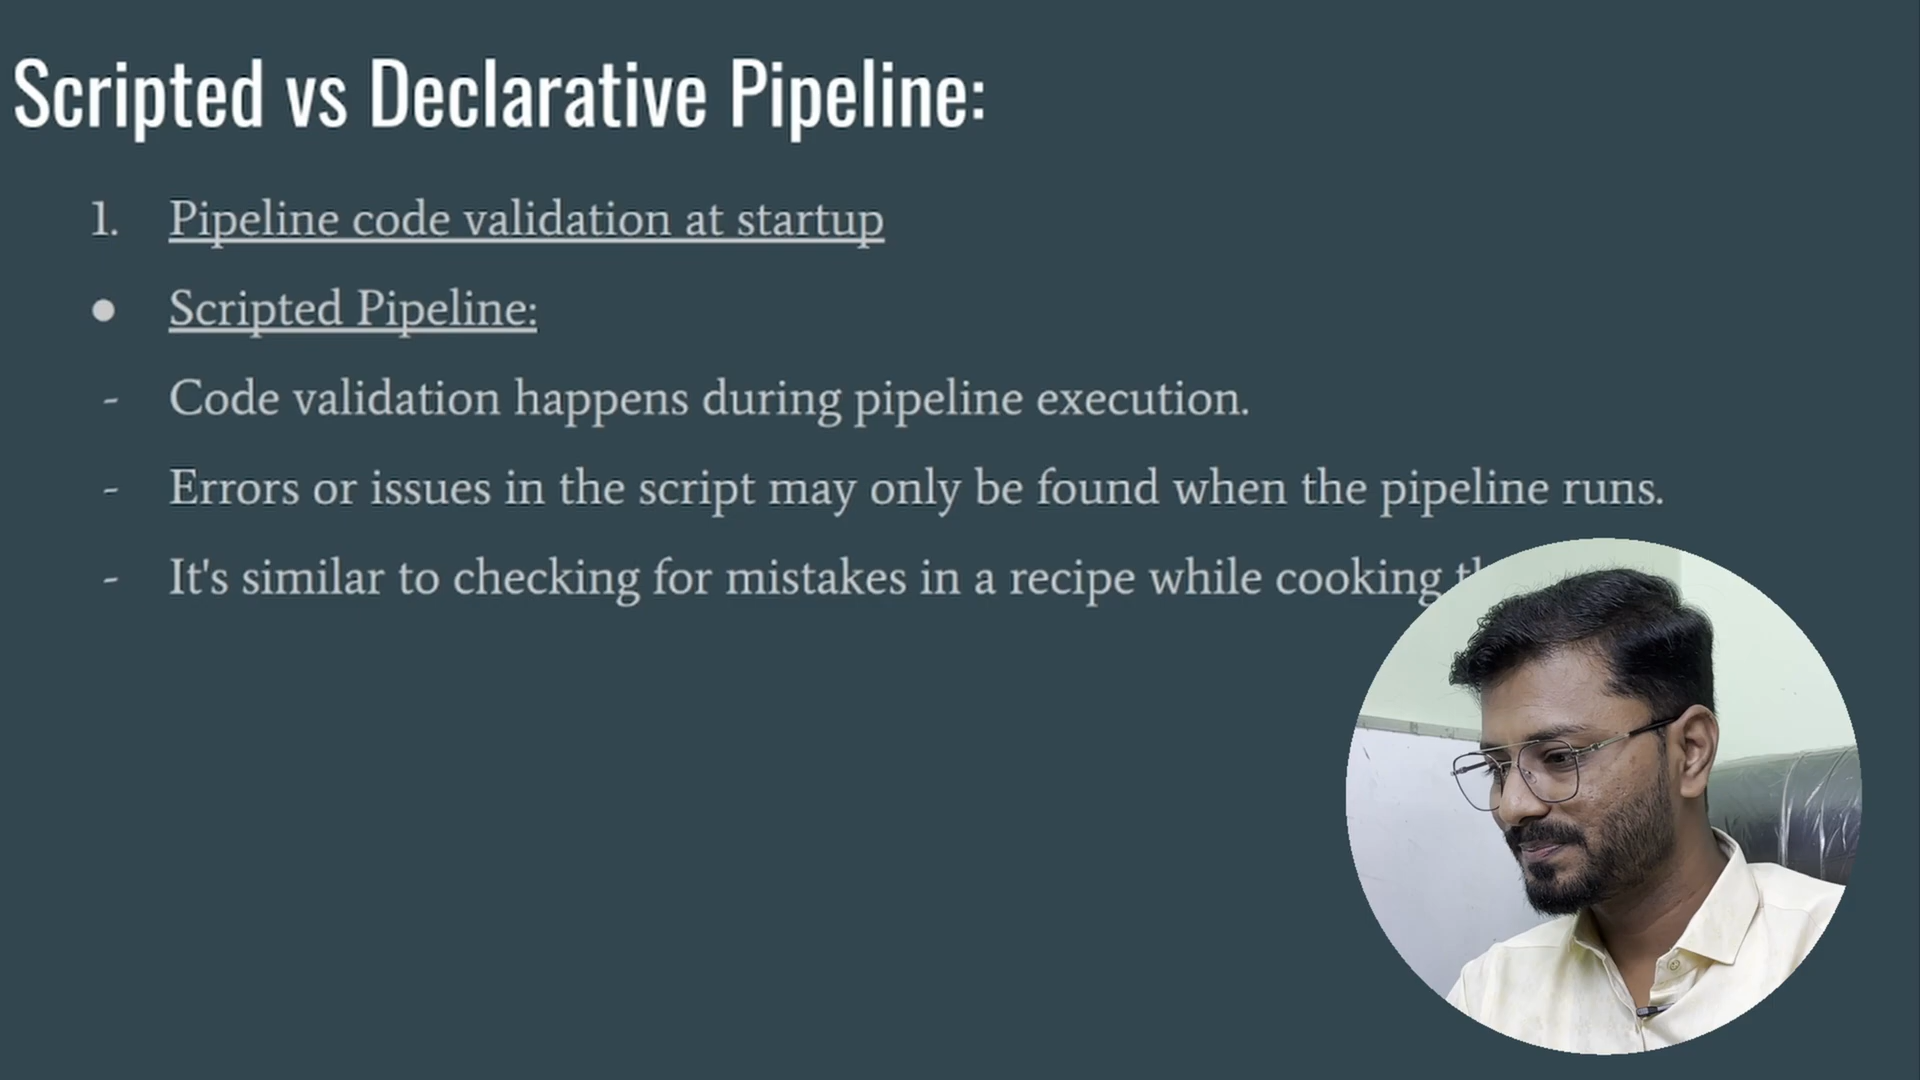 Scripted vs Declarative Pipeline:
1. Pipeline code validation at startup
● Scripted Pipeline:
- Code validation happens during pipeline execution.
- Errors or issues in the script may only be found when the pipeline runs.
- It's similar to checking for mistakes in a recipe while cooking